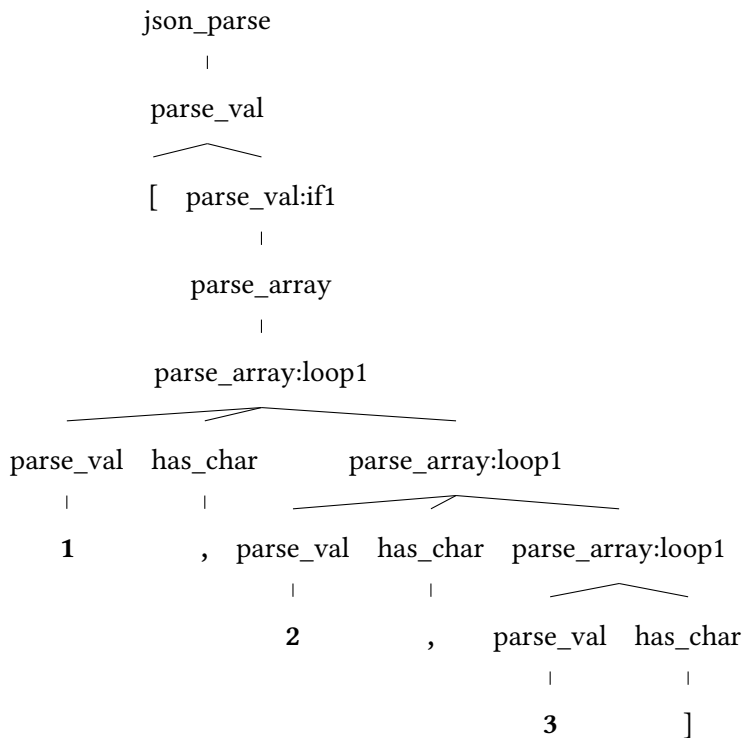 json_parse
parse_val
[ parse_val:if1
parse_array
parse_array:loop1
parse_val has_char parse_array:loop1
1 , parse_val has_char parse_array:loop1
2 , parse_val has_char
3 ]